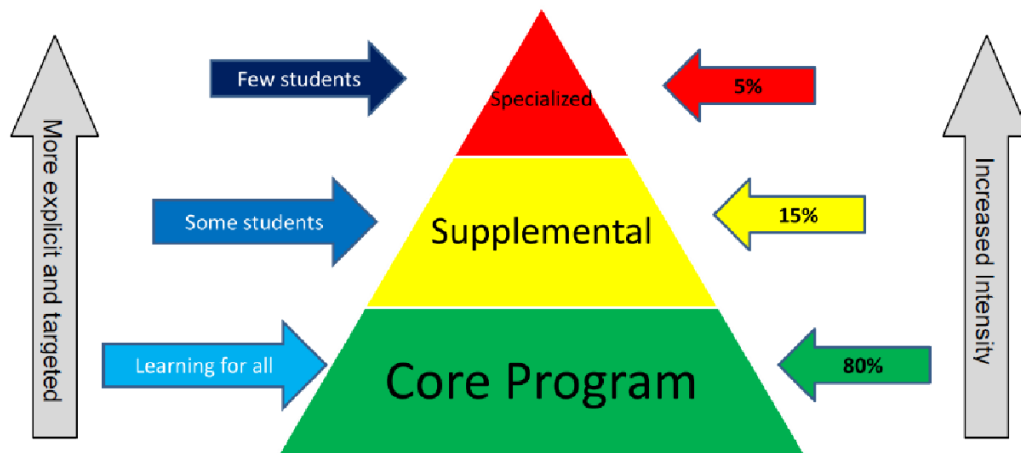 Few students
Specialized
5%
More explicit and targeted
Some students
Supplemental
15%
Increased Intensity
Learning for all
Core Program
80%